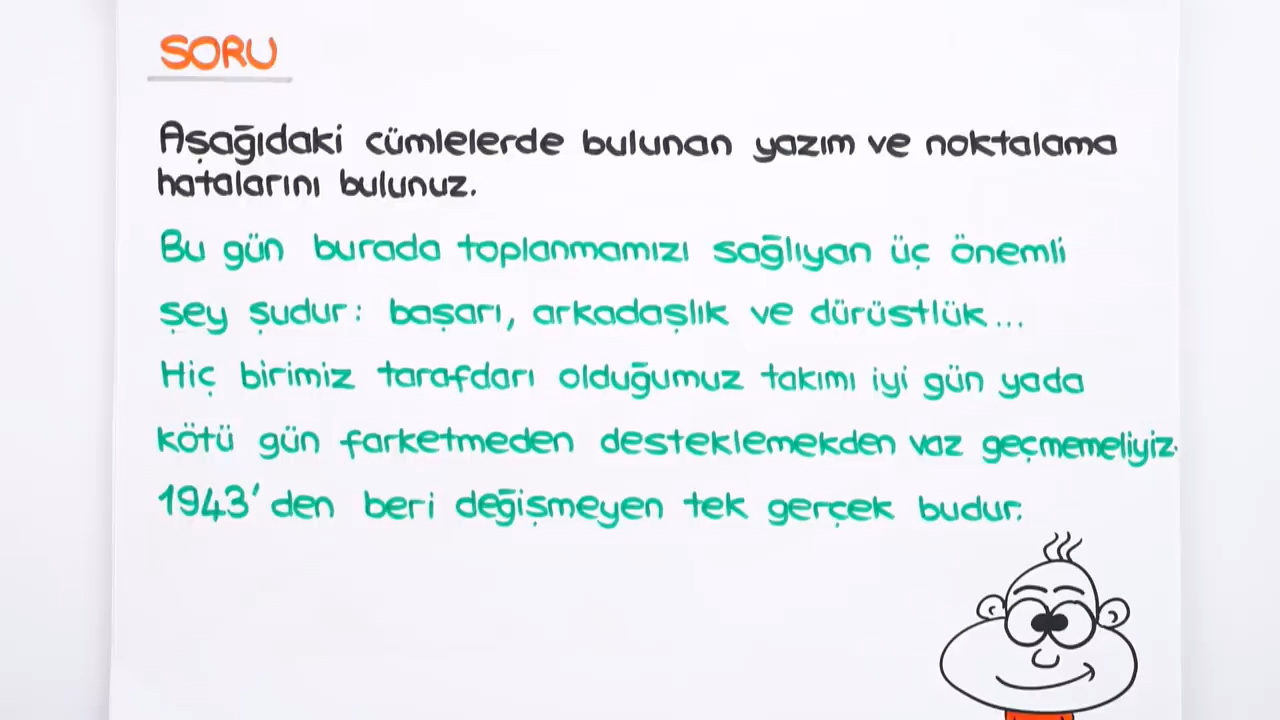 SORU
Aşağıdaki cümlelerde bulunan yazım ve noktalama
hatalarını bulunuz.
Bu gün burada toplanmamızı sağlıyan üç önemli
şey şudur: başarı, arkadaşlık ve dürüstlük...
Hiç birimiz tarafdarı olduğumuz takımı iyi gün yada
kötü gün farketmeden desteklemekden vaz geçmemeliyiz.
1943'den beri değişmeyen tek gerçek budur.